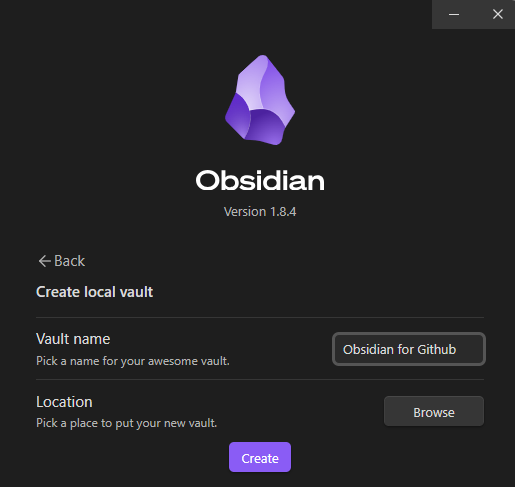 Obsidian
Version 1.8.4
Back
Create local vault
Vault name
Pick a name for your awesome vault.
Obsidian for Github
Location
Pick a place to put your new vault.
Browse
Create